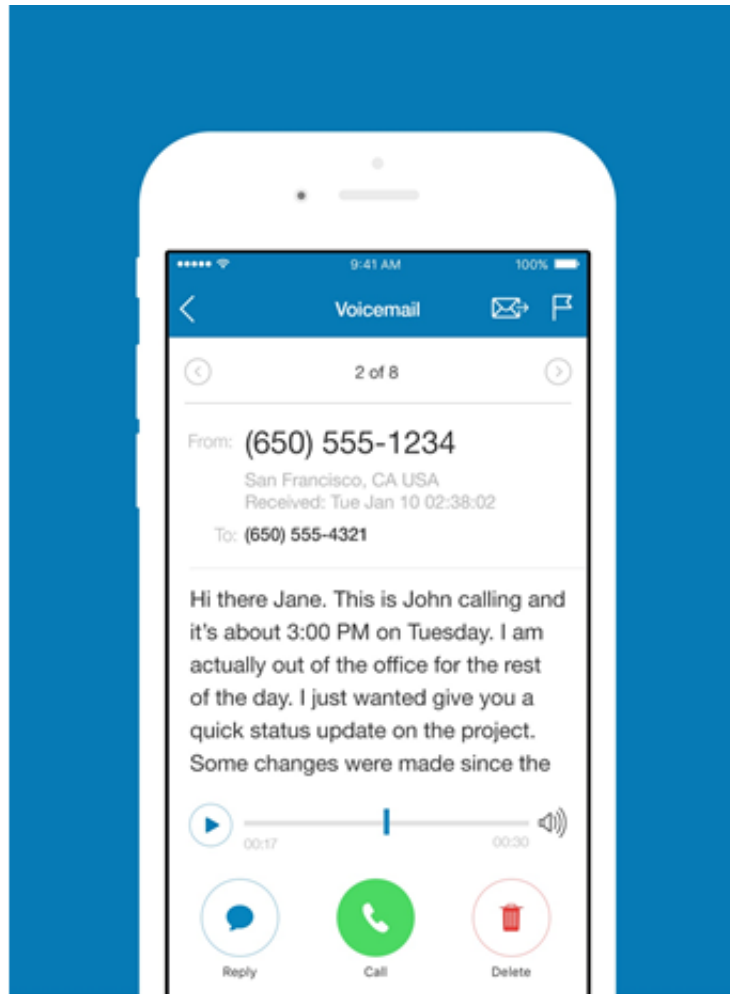 9:41 AM 100%
Voicemail
2 of 8
From: (650) 555-1234
San Francisco, CA USA
Received: Tue Jan 10 02:38:02
To: (650) 555-4321
Hi there Jane. This is John calling and
it's about 3:00 PM on Tuesday. I am
actually out of the office for the rest
of the day. I just wanted give you a
quick status update on the project.
Some changes were made since the
00:17 00:30
Reply Call Delete